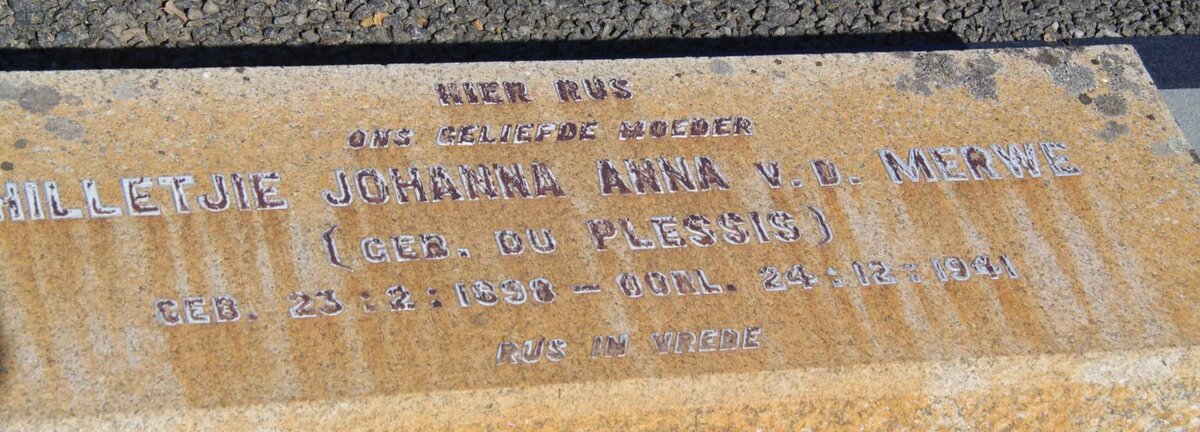 HIER RUS
ONS GELIEFDE MOEDER
HILLETJIE JOHANNA ANNA V.D. MERWE
(GEB. DU PLESSIS)
GEB. 23:2:1898 – OORL. 24:12:1941
RUS IN VREDE